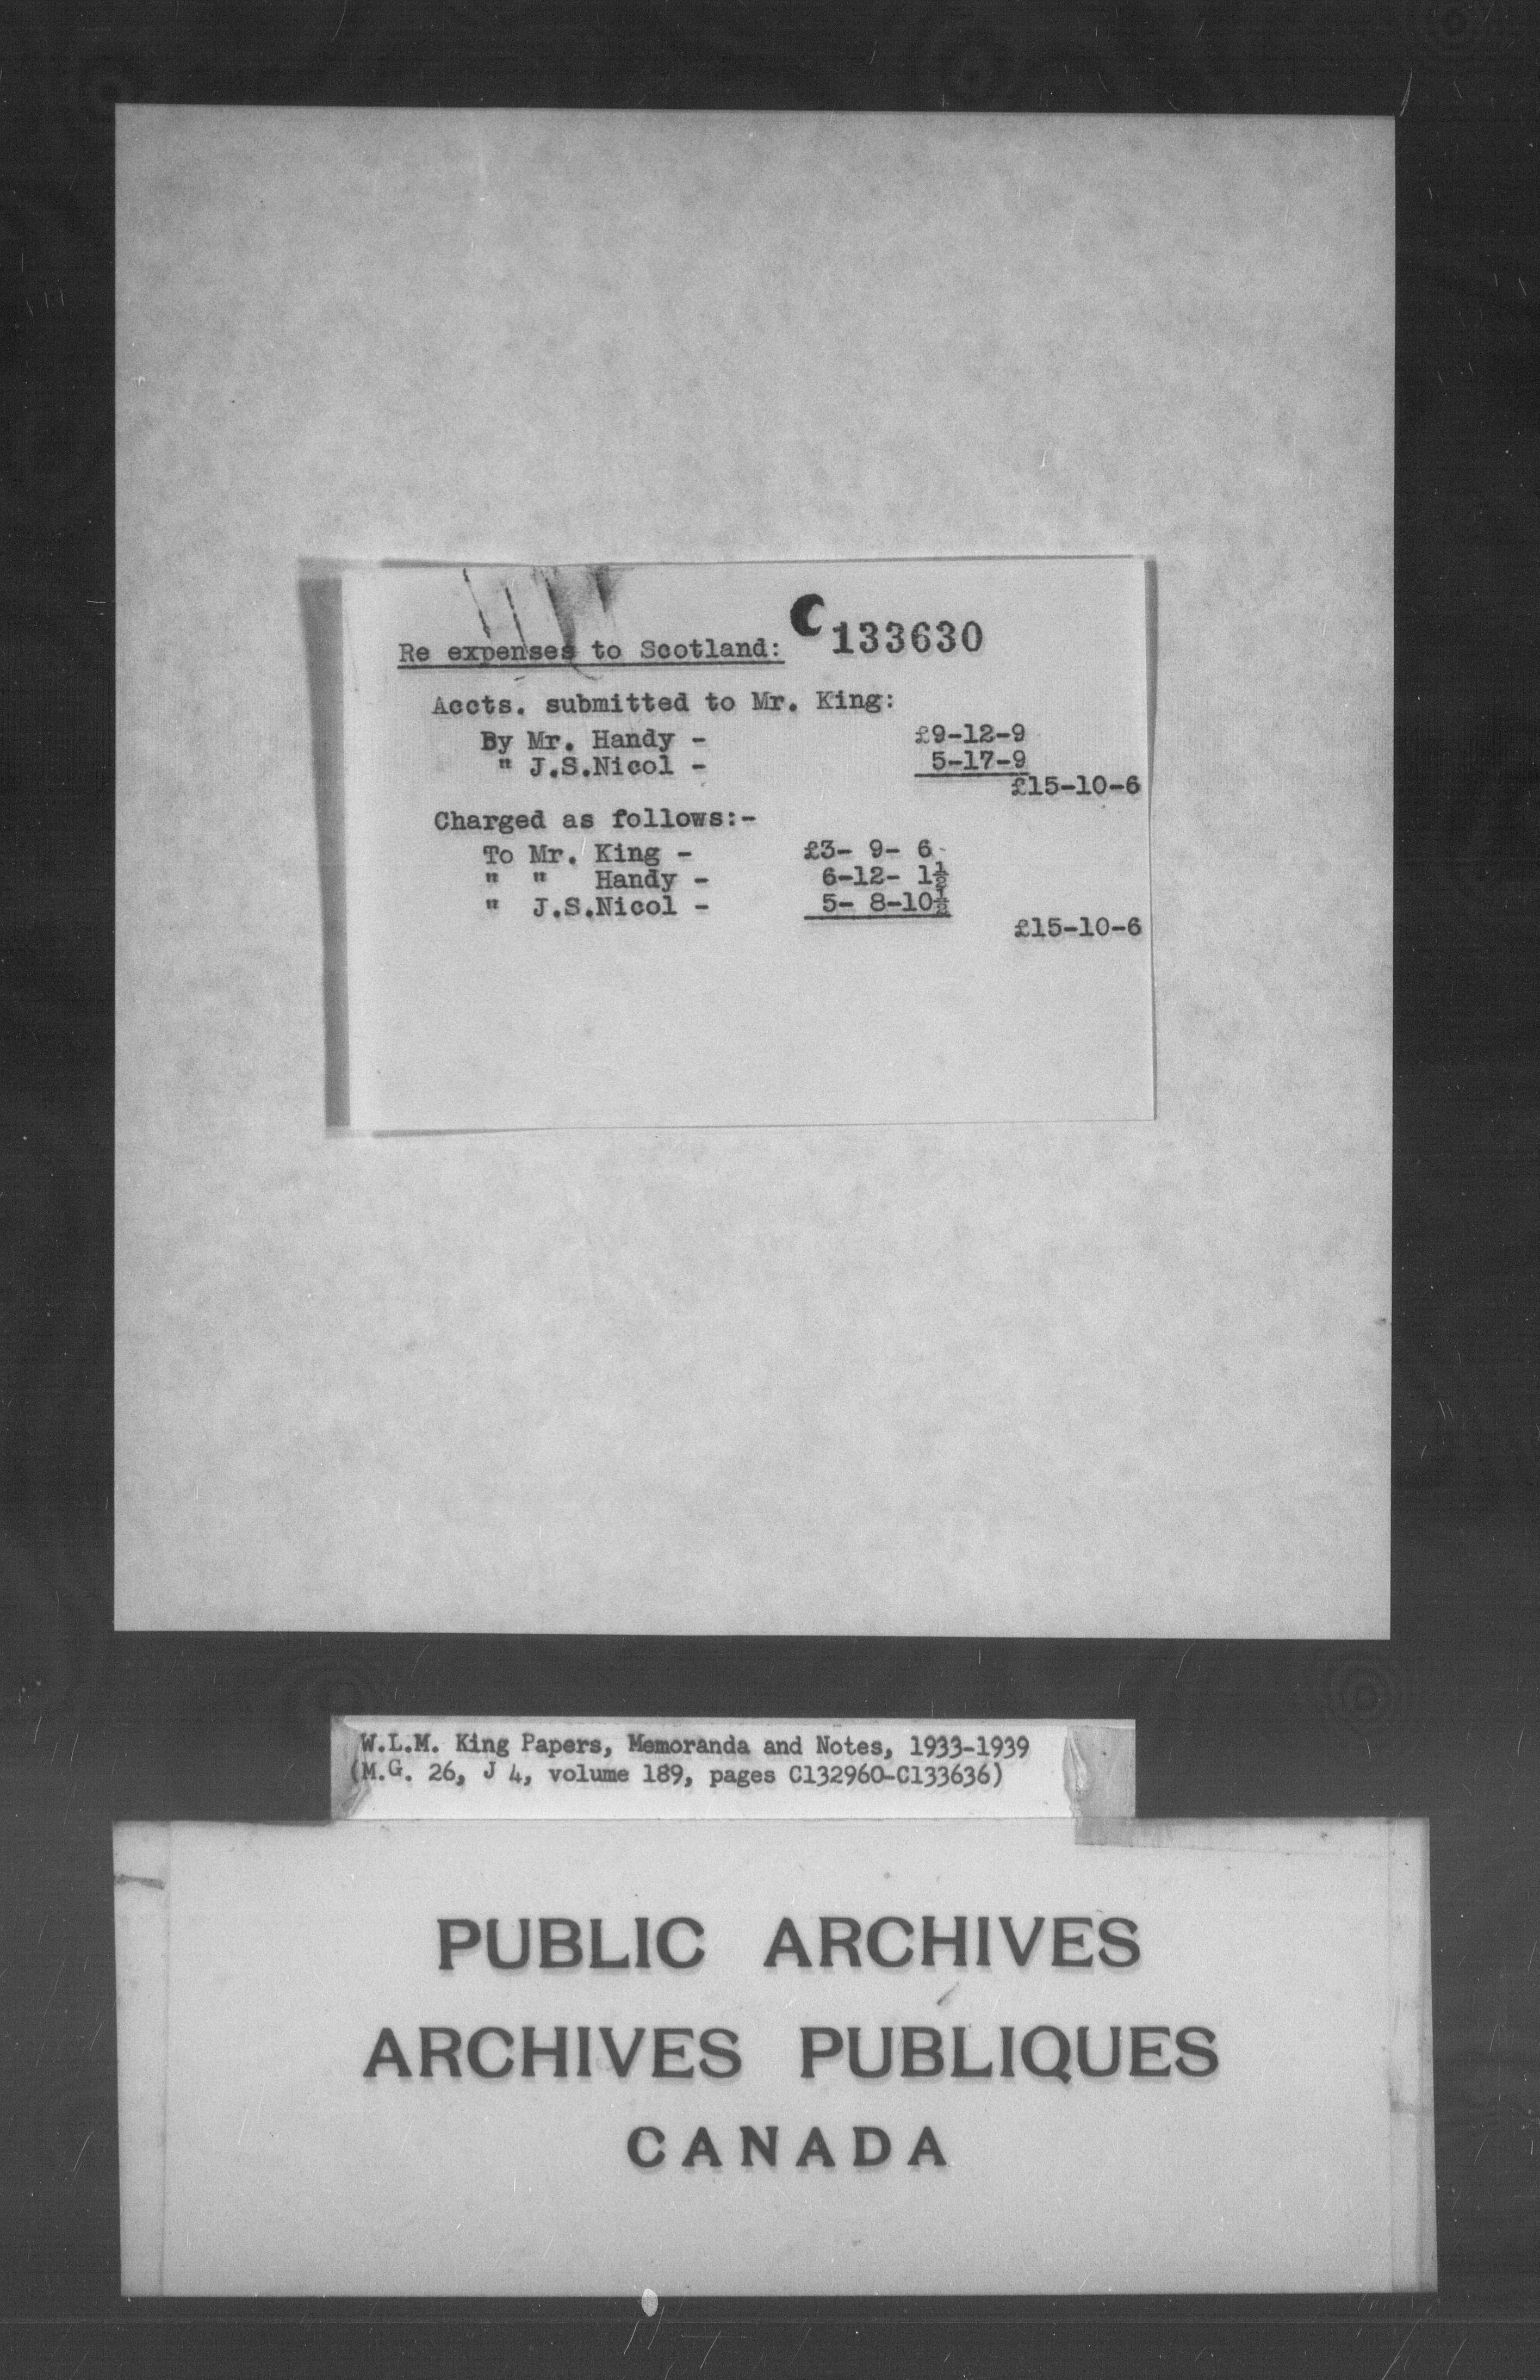 C133630
Re expenses to Scotland:
Accts. submitted to Mr. King:
By Mr. Handy - £9-12-9
" J.S.Nicol - 5-17-9
£15-10-6
Charged as follows:-
To Mr. King - £3- 9- 6
" " Handy - 6-12- 1½
" J.S.Nicol - 5- 8-10½
£15-10-6
W.L.M. King Papers, Memoranda and Notes, 1933-1939
(M.G. 26, J 4, volume 189, pages C132960-C133636)
PUBLIC ARCHIVES
ARCHIVES PUBLIQUES
CANADA